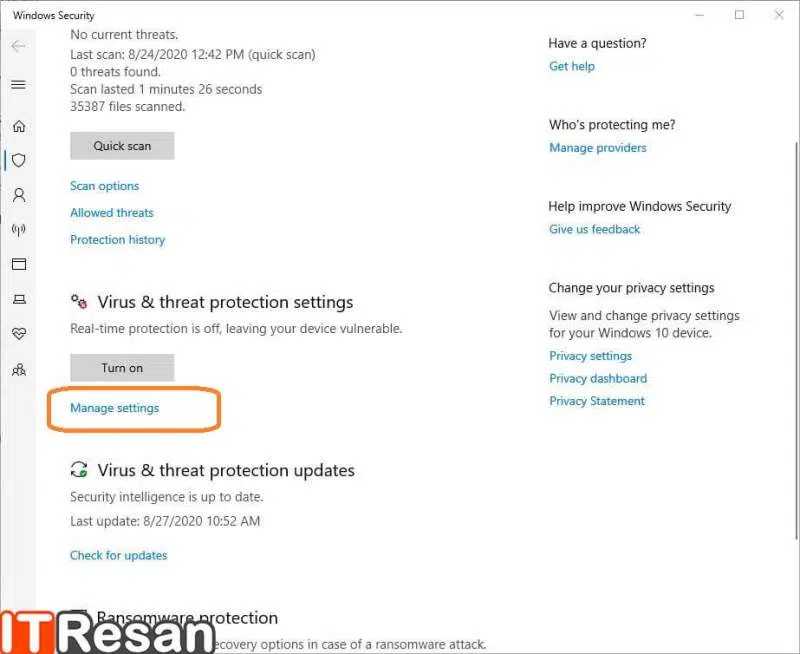 Windows Security
No current threats.
Last scan: 8/24/2020 12:42 PM (quick scan)
0 threats found.
Scan lasted 1 minutes 26 seconds
35387 files scanned.
Quick scan
Scan options
Allowed threats
Protection history
Virus & threat protection settings
Real-time protection is off, leaving your device vulnerable.
Turn on
Manage settings
Virus & threat protection updates
Security intelligence is up to date.
Last update: 8/27/2020 10:52 AM
Check for updates
Ransomware protection
ecovery options in case of a ransomware attack.
ITResan
Have a question?
Get help
Who's protecting me?
Manage providers
Help improve Windows Security
Give us feedback
Change your privacy settings
View and change privacy settings
for your Windows 10 device.
Privacy settings
Privacy dashboard
Privacy Statement